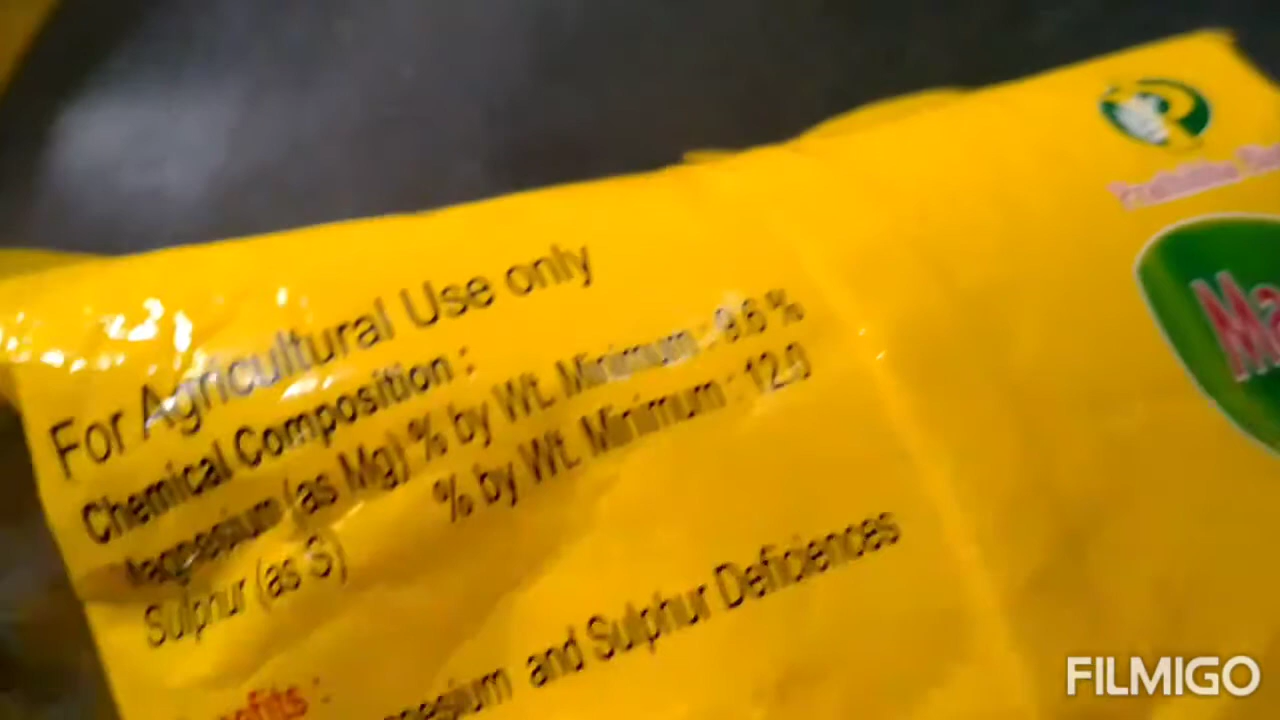 For Agricultural Use only
Chemical Composition :
Magnesium (as Mg) % by Wt. Minimum : 9.6 %
Sulphur (as S) % by Wt. Minimum : 12.0
and Sulphur Deficiences
FILMIGO